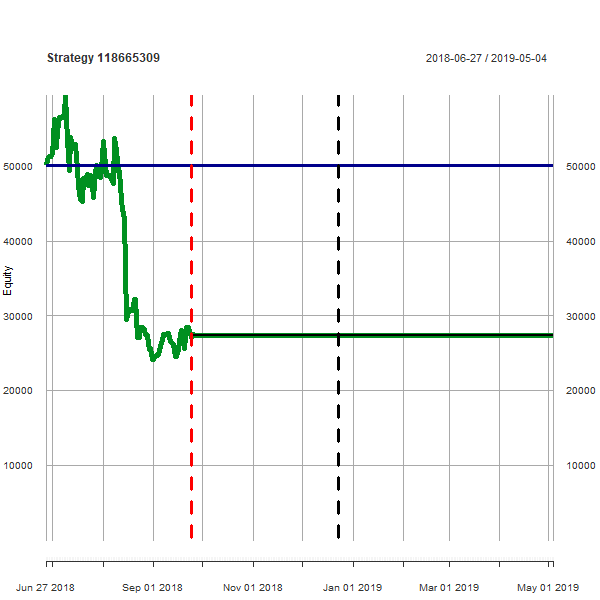 Strategy 118665309
2018-06-27 / 2019-05-04
Equity
50000
40000
30000
20000
10000
50000
40000
30000
20000
10000
Jun 27 2018
Sep 01 2018
Nov 01 2018
Jan 01 2019
Mar 01 2019
May 01 2019